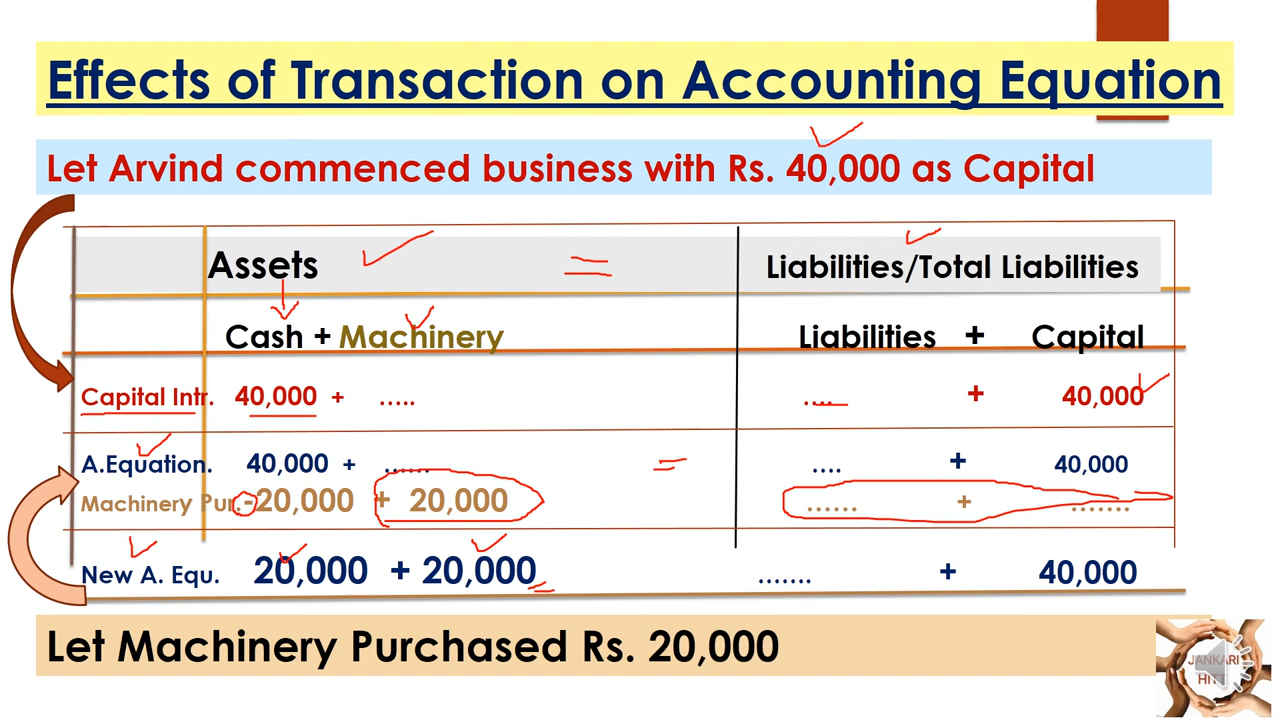 Effects of Transaction on Accounting Equation
Let Arvind commenced business with Rs. 40,000 as Capital
Assets = Liabilities/Total Liabilities
Cash + Machinery Liabilities + Capital
Capital Intr. 40,000 + ..... .... + 40,000
A.Equation. 40,000 + ...... = .... + 40,000
Machinery Pur. -20,000 + 20,000 ...... + .......
New A. Equ. 20,000 + 20,000 = ....... + 40,000
Let Machinery Purchased Rs. 20,000
JANKARI